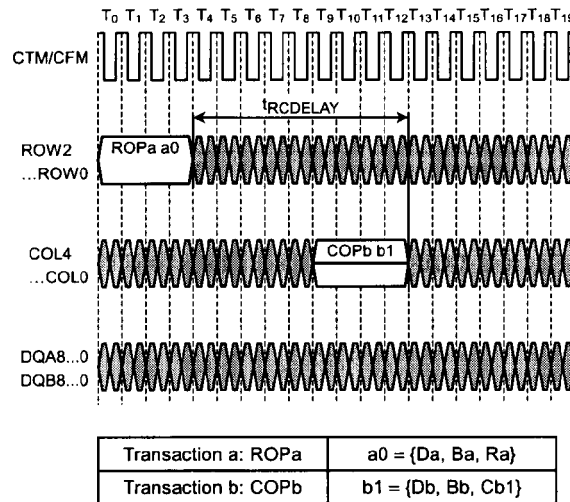 T0 T1 T2 T3 T4 T5 T6 T7 T8 T9 T10 T11 T12 T13 T14 T15 T16 T17 T18 T19
CTM/CFM
tRCDELAY
ROW2
...ROW0
ROPa a0
COL4
...COL0
COPb b1
DQA8...0
DQB8...0
Transaction a: ROPa a0 = {Da, Ba, Ra}
Transaction b: COPb b1 = {Db, Bb, Cb1}